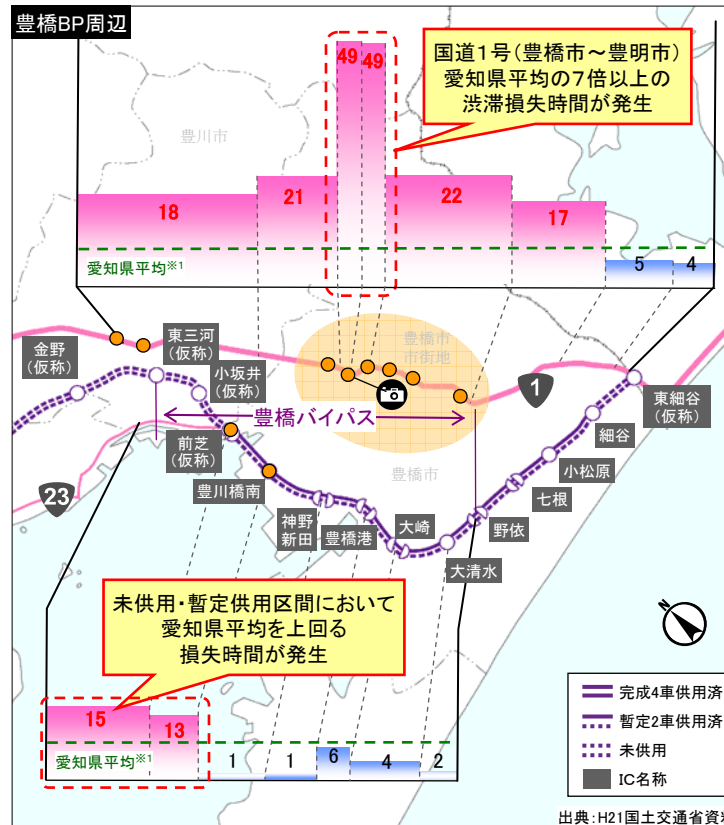 豊橋BP周辺
国道1号(豊橋市～豊明市)
愛知県平均の7倍以上の
渋滞損失時間が発生
豊川市
49
49
18
21
22
17
5
4
愛知県平均※1
金野
(仮称)
東三河
(仮称)
小坂井
(仮称)
豊橋市
市街地
1
豊橋バイパス
東細谷
(仮称)
細谷
小松原
七根
野依
大清水
大崎
豊橋港
神野
新田
豊川橋南
前芝
(仮称)
23
豊橋市
N
未供用・暫定供用区間において
愛知県平均を上回る
損失時間が発生
15
13
1
1
6
4
2
愛知県平均※1
完成4車供用済
暫定2車供用済
未供用
IC名称
出典:H21国土交通省資